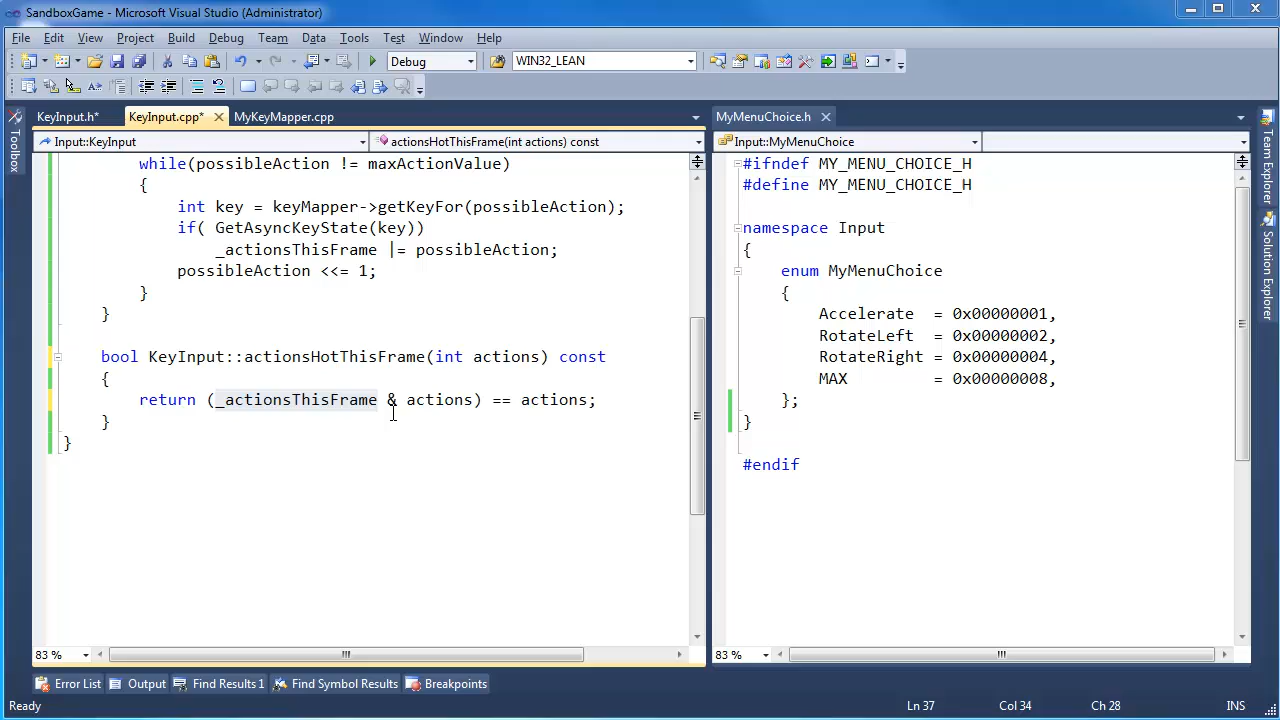 SandboxGame - Microsoft Visual Studio (Administrator)
File Edit View Project Build Debug Team Data Tools Test Window Help
Debug WIN32_LEAN
KeyInput.h* KeyInput.cpp* MyKeyMapper.cpp MyMenuChoice.h
Input::KeyInput actionsHotThisFrame(int actions) const Input::MyMenuChoice
Toolbox
while(possibleAction != maxActionValue)
{
int key = keyMapper->getKeyFor(possibleAction);
if( GetAsyncKeyState(key))
_actionsThisFrame |= possibleAction;
possibleAction <<= 1;
}
}
bool KeyInput::actionsHotThisFrame(int actions) const
{
return (_actionsThisFrame & actions) == actions;
}
}
83 %
#ifndef MY_MENU_CHOICE_H
#define MY_MENU_CHOICE_H
namespace Input
{
enum MyMenuChoice
{
Accelerate = 0x00000001,
RotateLeft = 0x00000002,
RotateRight = 0x00000004,
MAX = 0x00000008,
};
}
#endif
83 %
Team Explorer
Solution Explorer
Error List Output Find Results 1 Find Symbol Results Breakpoints
Ready Ln 37 Col 34 Ch 28 INS